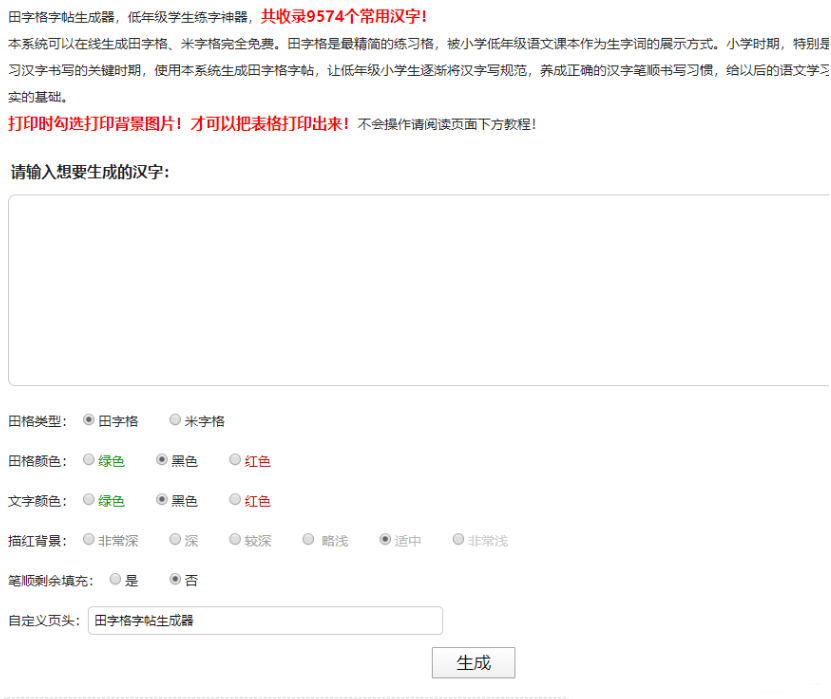 田字格字帖生成器，低年级学生练字神器，共收录9574个常用汉字！
本系统可以在线生成田字格、米字格完全免费。田字格是最精简的练习格，被小学低年级语文课本作为生字词的展示方式。小学时期，特别是
习汉字书写的关键时期，使用本系统生成田字格字帖，让低年级小学生逐渐将汉字写规范，养成正确的汉字笔顺书写习惯，给以后的语文学习
实的基础。
打印时勾选打印背景图片！才可以把表格打印出来！不会操作请阅读页面下方教程！
请输入想要生成的汉字：
田格类型： 田字格 米字格
田格颜色： 绿色 黑色 红色
文字颜色： 绿色 黑色 红色
描红背景： 非常深 深 较深 略浅 适中 非常浅
笔顺剩余填充： 是 否
自定义页头： 田字格字帖生成器
生成